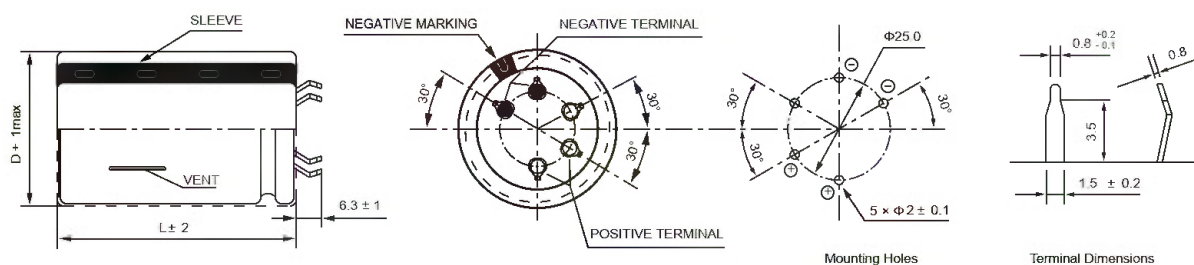 SLEEVE
D + 1max
VENT
L± 2
6.3 ± 1
NEGATIVE MARKING
NEGATIVE TERMINAL
30°
30°
30°
POSITIVE TERMINAL
Φ25.0
⊖
⊖
30°
30°
30°
⊕
⊕
5 × Φ2 ± 0.1
Mounting Holes
0.8 +0.2 -0.1
0.8
3.5
1.5 ± 0.2
Terminal Dimensions